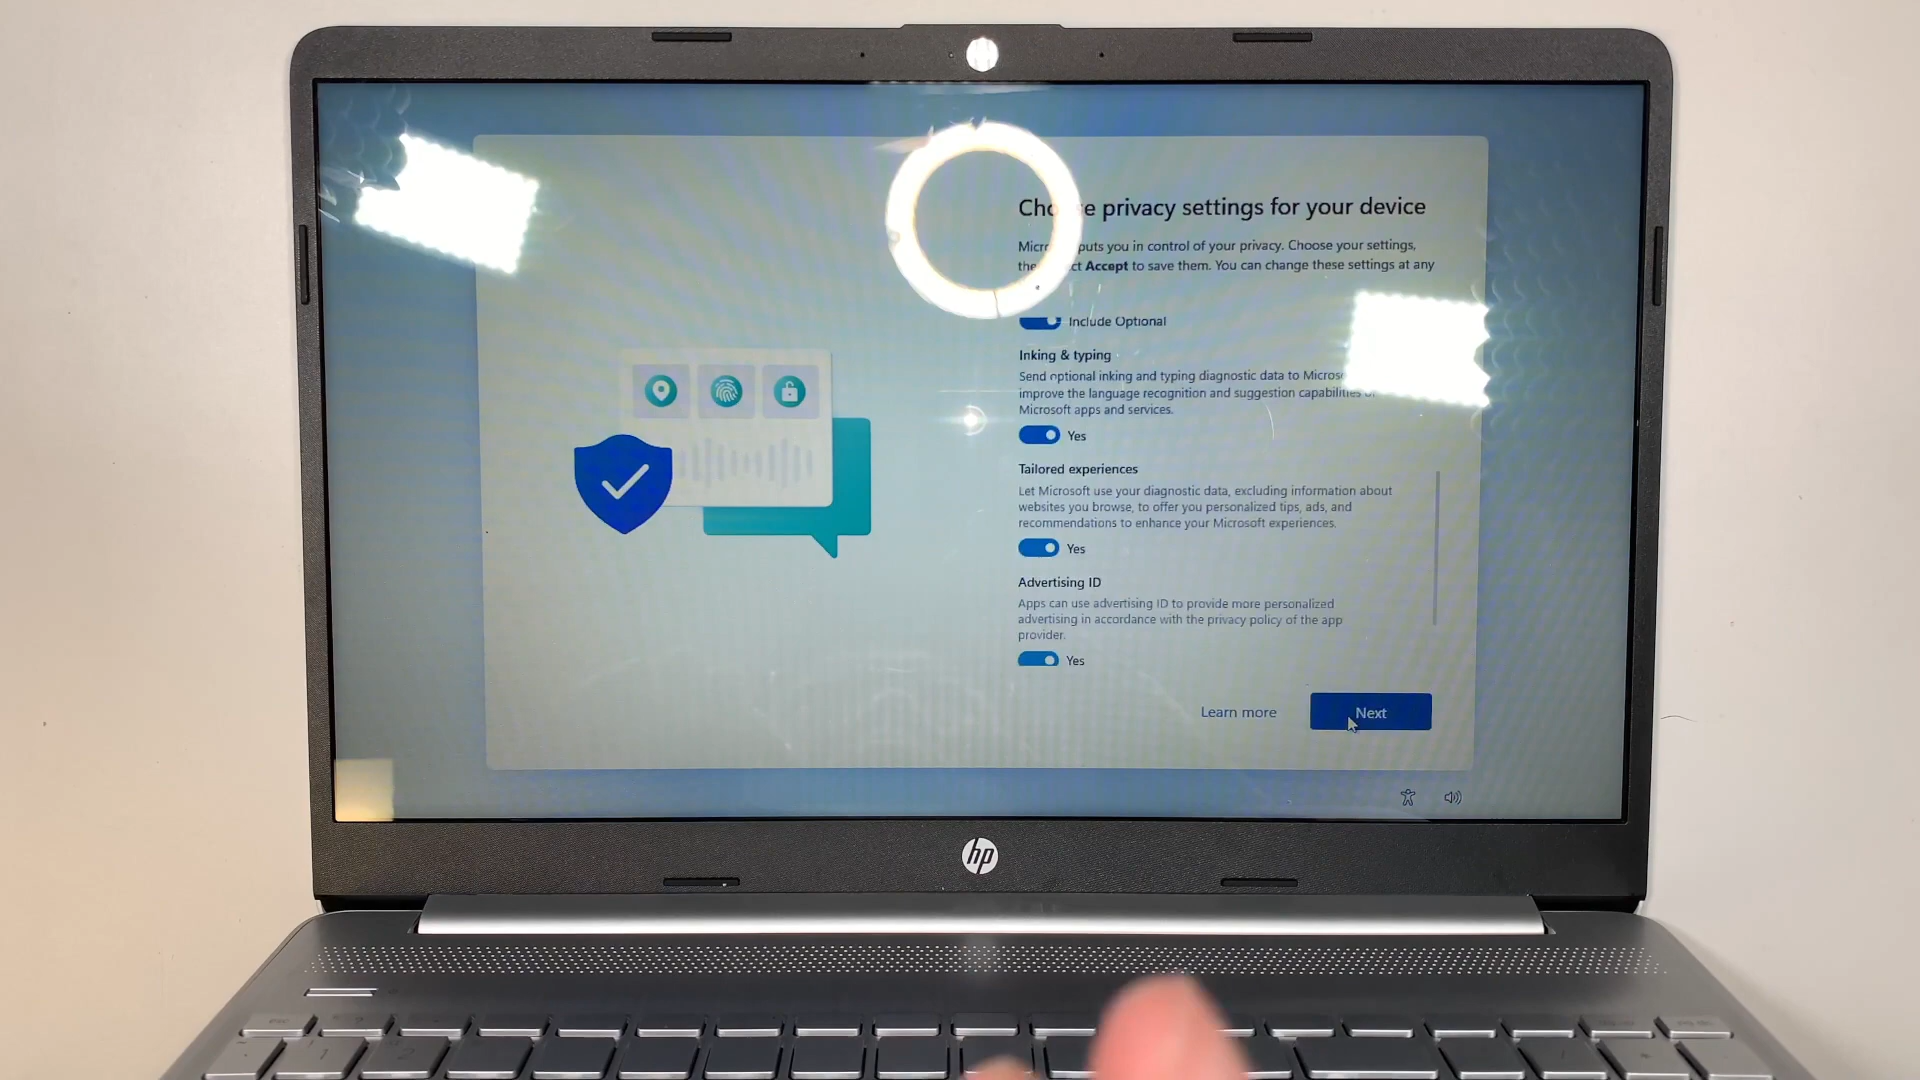 privacy settings for your device
puts you in control of your privacy. Choose your settings,
Accept to save them. You can change these settings at any
Include Optional
Inking & typing
Send optional inking and typing diagnostic data to
improve the language recognition and suggestion
Microsoft apps and services.
Yes
Tailored experiences
Let Microsoft use your diagnostic data, excluding information about
websites you browse, to offer you personalized tips, ads, and
recommendations to enhance your Microsoft experiences.
Yes
Advertising ID
Apps can use advertising ID to provide more personalized
advertising in accordance with the privacy policy of the app
provider.
Yes
Learn more
Next
hp